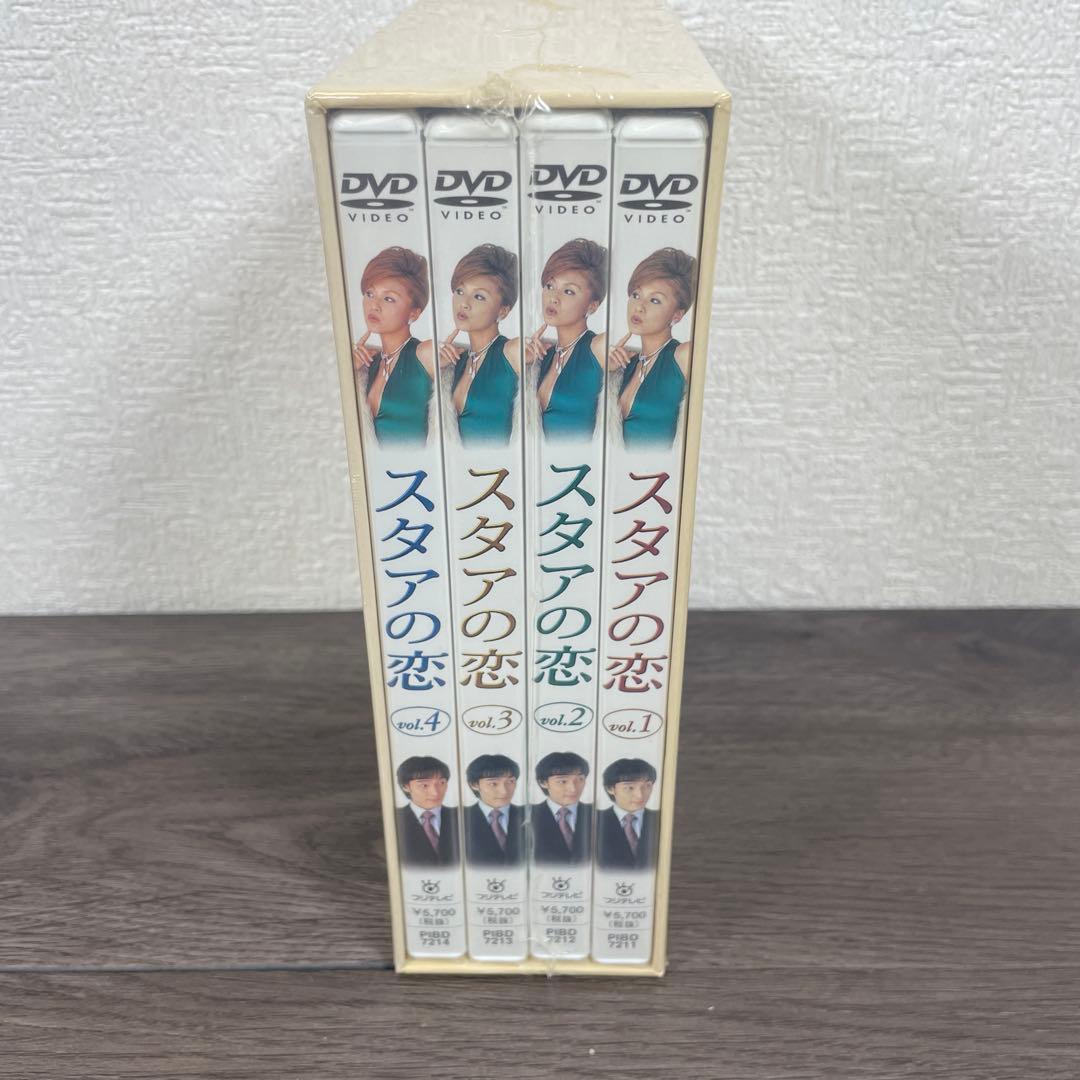 DVD
VIDEO
スタアの恋
vol.4
フジテレビ
¥5,700
(税抜)
PIBD
7214
DVD
VIDEO
スタアの恋
vol.3
フジテレビ
¥5,700
(税抜)
PIBD
7213
DVD
VIDEO
スタアの恋
vol.2
フジテレビ
¥5,700
(税抜)
PIBD
7212
DVD
VIDEO
スタアの恋
vol.1
フジテレビ
¥5,700
(税抜)
PIBD
7211